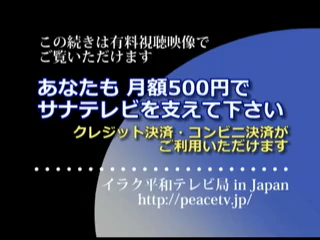 この続きは有料視聴映像で
ご覧いただけます
あなたも 月額500円で
サナテレビを支えて下さい
クレジット決済・コンビニ決済が
ご利用いただけます
イラク平和テレビ局 in Japan
http://peacetv.jp/